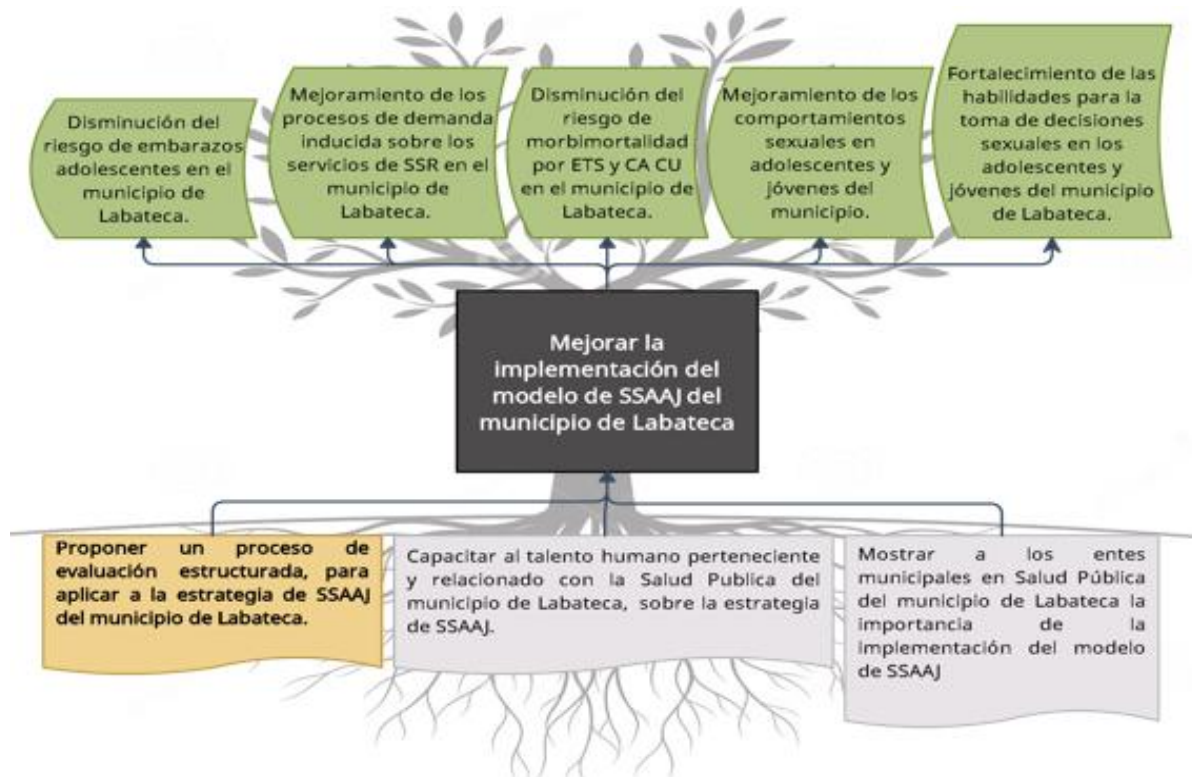 Disminución del
riesgo de embarazos
adolescentes en el
municipio de
Labateca.
Mejoramiento de los
procesos de demanda
inducida sobre los
servicios de SSR en el
municipio de
Labateca.
Disminución del
riesgo de
morbimortalidad
por ETS y CA CU
en el municipio de
Labateca.
Mejoramiento de los
comportamientos
sexuales en
adolescentes y
jóvenes del
municipio.
Fortalecimiento de las
habilidades para la
toma de decisiones
sexuales en los
adolescentes y
jóvenes del municipio
de Labateca.
Mejorar la
implementación del
modelo de SSAAJ del
municipio de Labateca
Proponer un proceso de
evaluación estructurada, para
aplicar a la estrategia de SSAAJ
del municipio de Labateca.
Capacitar al talento humano perteneciente
y relacionado con la Salud Publica del
municipio de Labateca, sobre la estrategia
de SSAAJ.
Mostrar a los entes
municipales en Salud Pública
del municipio de Labateca la
importancia de la
implementación del modelo
de SSAAJ